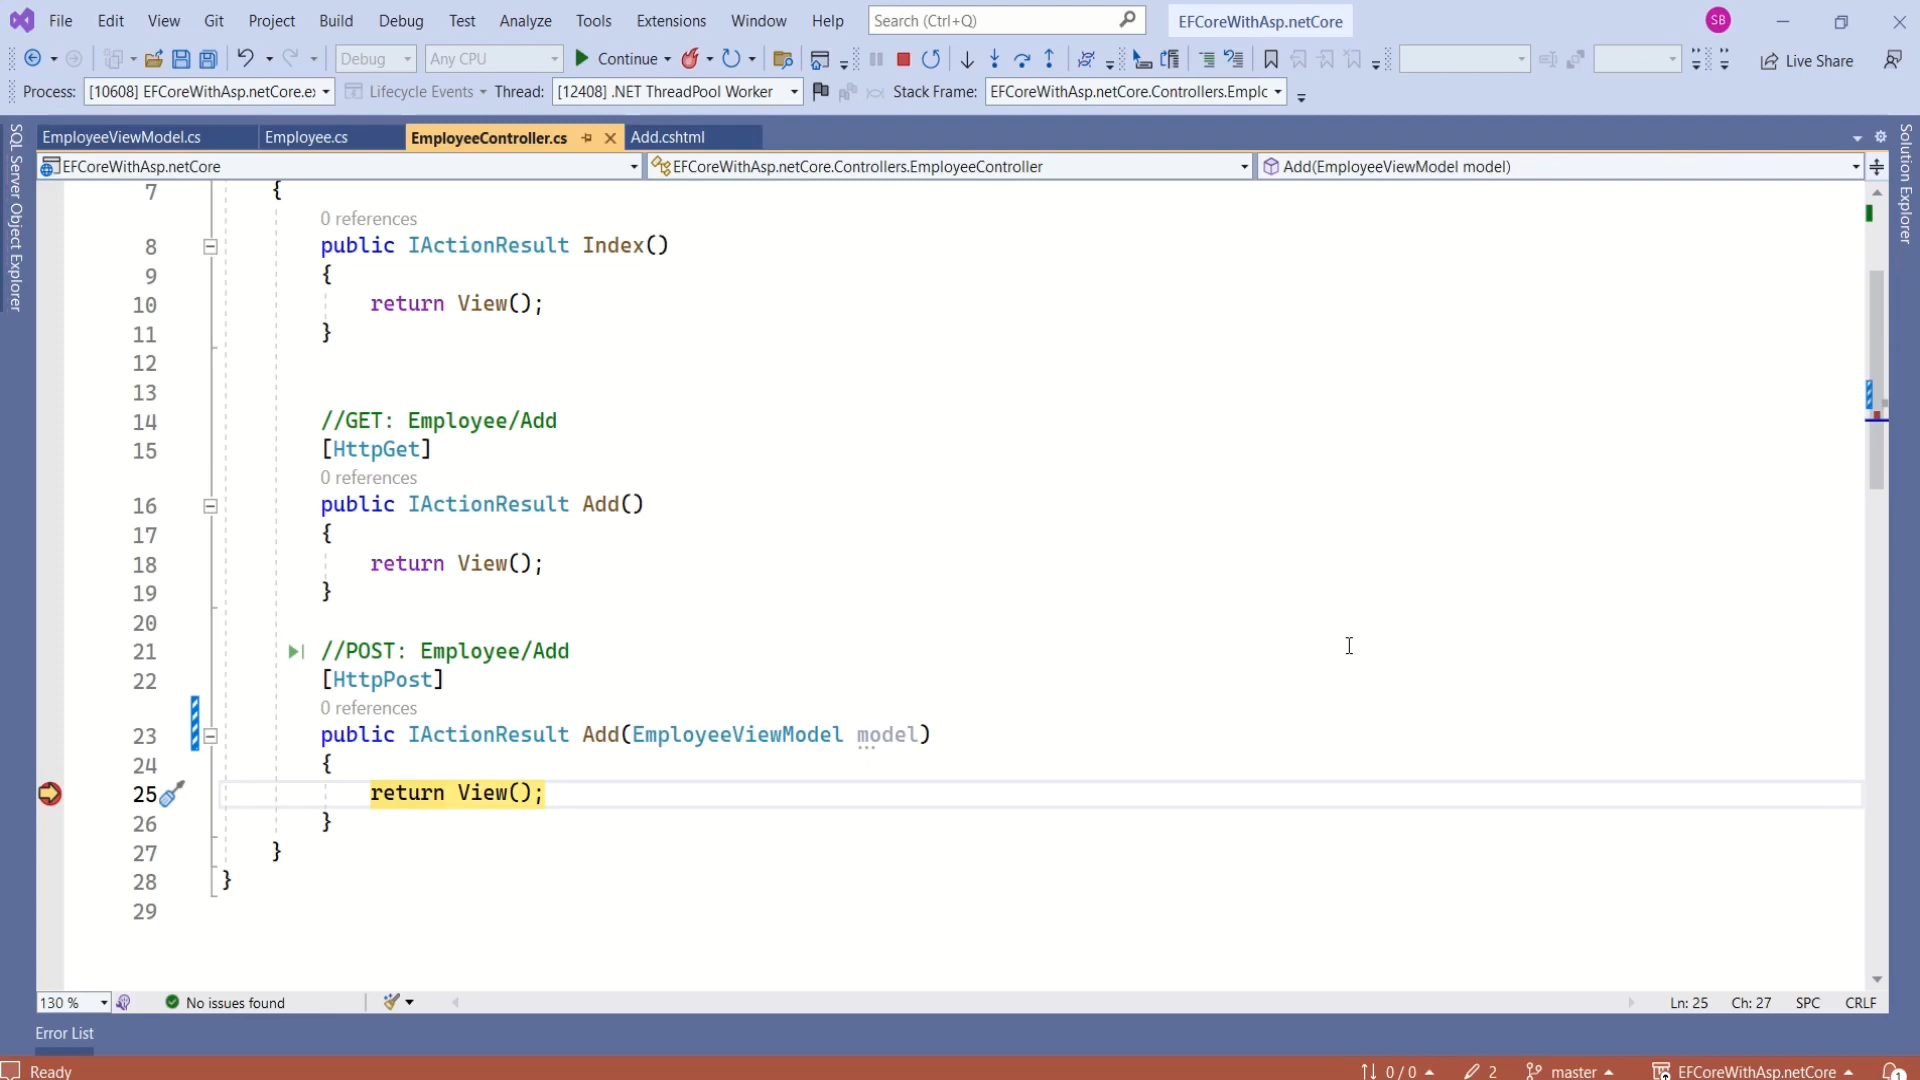 File Edit View Git Project Build Debug Test Analyze Tools Extensions Window Help Search (Ctrl+Q) EFCoreWithAsp.netCore SB
Debug Any CPU Continue Live Share
Process: [10608] EFCoreWithAsp.netCore.ex Lifecycle Events Thread: [12408] .NET ThreadPool Worker Stack Frame: EFCoreWithAsp.netCore.Controllers.Emplc
EmployeeViewModel.cs Employee.cs EmployeeController.cs Add.cshtml
EFCoreWithAsp.netCore EFCoreWithAsp.netCore.Controllers.EmployeeController Add(EmployeeViewModel model)
SQL Server Object Explorer
Solution Explorer
7 {
0 references
8 public IActionResult Index()
9 {
10 return View();
11 }
12
13
14 //GET: Employee/Add
15 [HttpGet]
0 references
16 public IActionResult Add()
17 {
18 return View();
19 }
20
21 //POST: Employee/Add
22 [HttpPost]
0 references
23 public IActionResult Add(EmployeeViewModel model)
24 {
25 return View();
26 }
27 }
28 }
29
130 % No issues found Ln: 25 Ch: 27 SPC CRLF
Error List
Ready 0 / 0 2 master EFCoreWithAsp.netCore 1